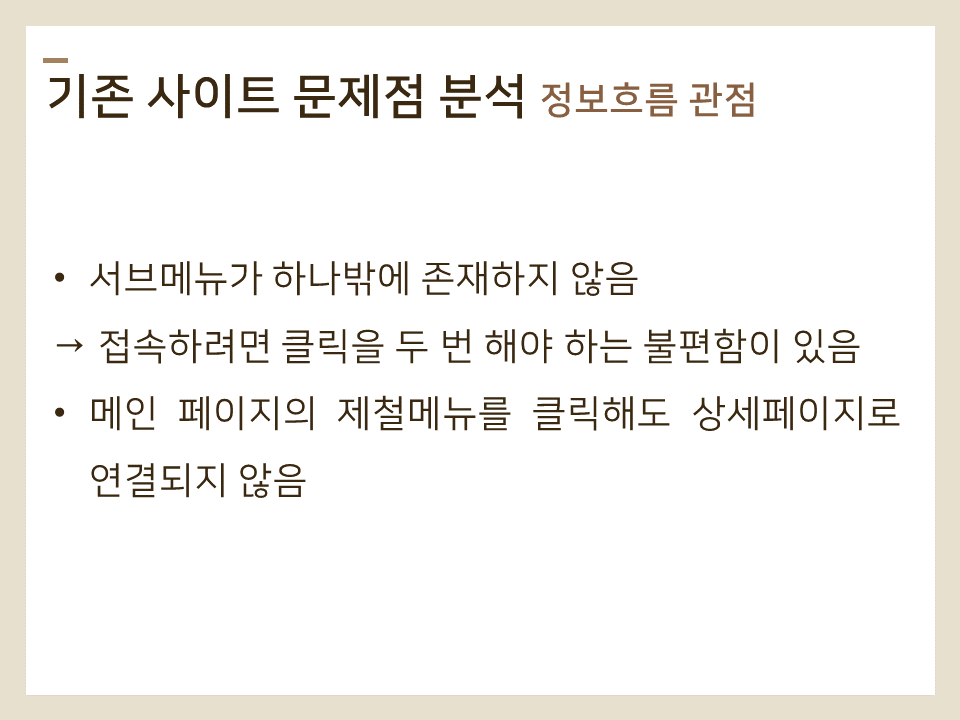 기존 사이트 문제점 분석 정보흐름 관점
• 서브메뉴가 하나밖에 존재하지 않음
→ 접속하려면 클릭을 두 번 해야 하는 불편함이 있음
• 메인 페이지의 제철메뉴를 클릭해도 상세페이지로
연결되지 않음